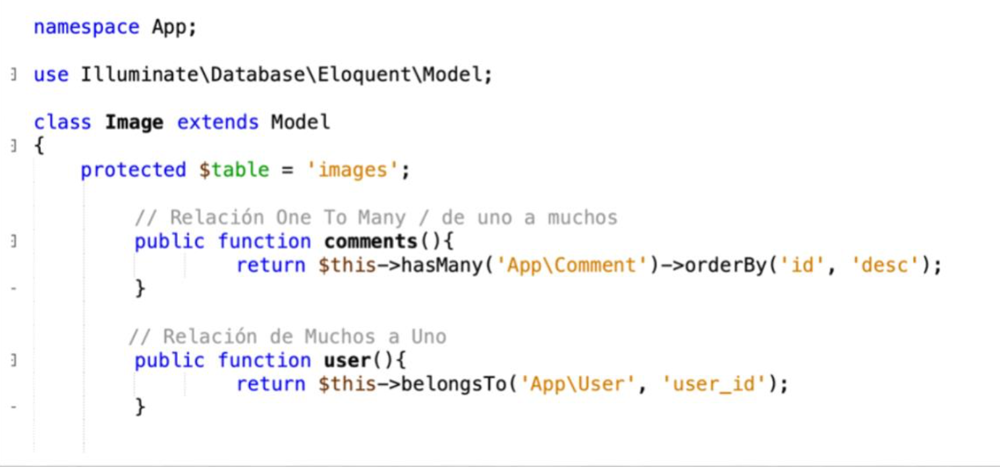 namespace App;
use Illuminate\Database\Eloquent\Model;
class Image extends Model
{
protected $table = 'images';
// Relación One To Many / de uno a muchos
public function comments(){
return $this->hasMany('App\Comment')->orderBy('id', 'desc');
}
// Relación de Muchos a Uno
public function user(){
return $this->belongsTo('App\User', 'user_id');
}